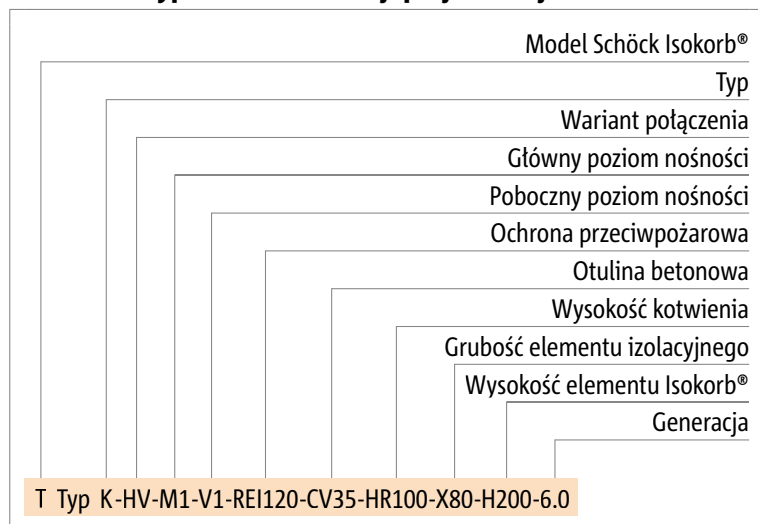 Model Schöck Isokorb®
Typ
Wariant połączenia
Główny poziom nośności
Poboczny poziom nośności
Ochrona przeciwpożarowa
Otulina betonowa
Wysokość kotwienia
Grubość elementu izolacyjnego
Wysokość elementu Isokorb®
Generacja
T Typ K-HV-M1-V1-REI120-CV35-HR100-X80-H200-6.0